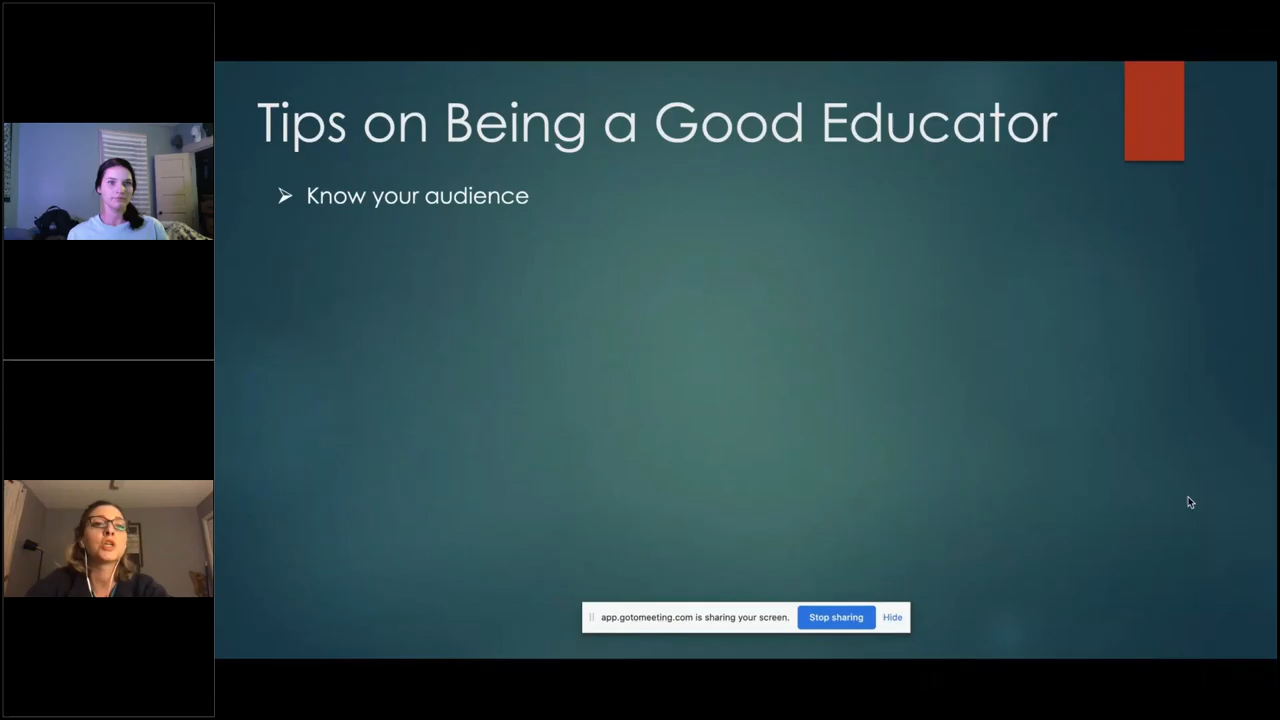 Tips on Being a Good Educator
Know your audience
app.gotomeeting.com is sharing your screen. Stop sharing Hide